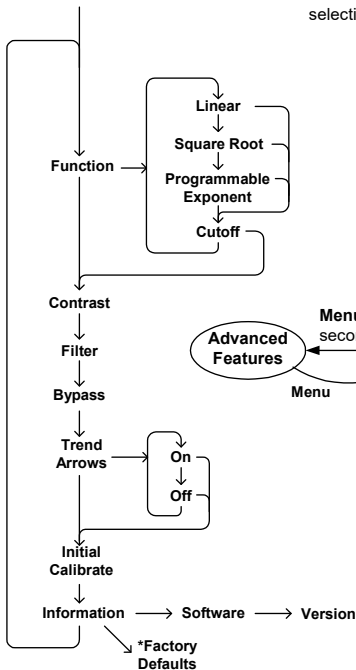 selecti
Linear
Square Root
Function
Programmable
Exponent
Cutoff
Contrast
Menu
secon
Advanced
Features
Filter
Menu
Bypass
Trend
Arrows
On
Off
Initial
Calibrate
Information
Software
Version
*Factory
Defaults